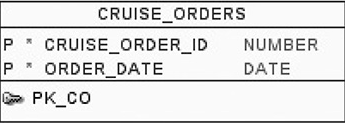 CRUISE_ORDERS
P * CRUISE_ORDER_ID NUMBER
P * ORDER_DATE DATE
PK_CO